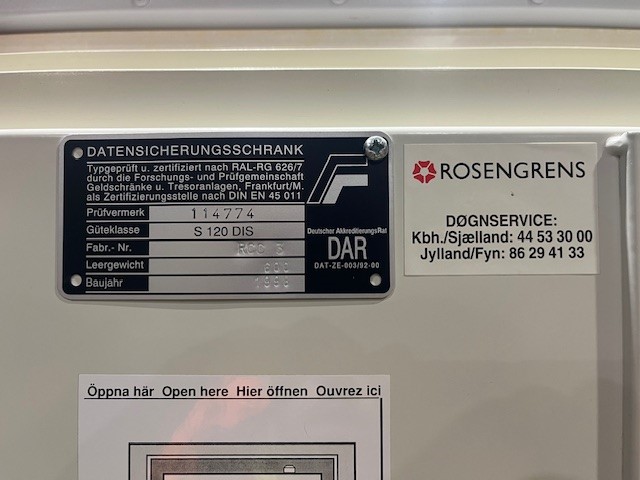 DATENSICHERUNGSSCHRANK
Typgeprüft u. zertifiziert nach RAL-RG 626/7
durch die Forschungs- und Prüfgemeinschaft
Geldschränke u. Tresoranlagen, Frankfurt/M.
als Zertifizierungsstelle nach DIN EN 45 011
Prüfvermerk 114774
Güteklasse S 120 DIS
Fabr.- Nr. RCC 3
Leergewicht
Baujahr
Deutscher AkkreditierungsRat
DAR
DAT-ZE-003/92-00
ROSENGRENS
DØGNSERVICE:
Kbh./Sjælland: 44 53 30 00
Jylland/Fyn: 86 29 41 33
Öppna här Open here Hier öffnen Ouvrez ici